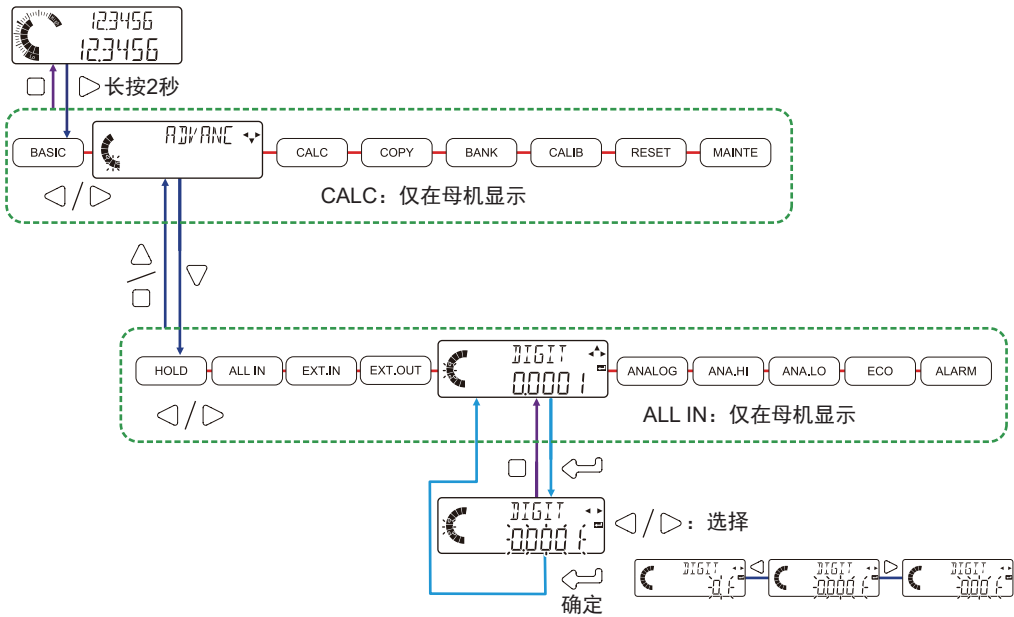 12.3456
12.3456
长按2秒
BASIC
ADVANC
CALC
COPY
BANK
CALIB
RESET
MAINTE
CALC：仅在母机显示
HOLD
ALL IN
EXT.IN
EXT.OUT
DIGIT
0.0001
ANALOG
ANA.HI
ANA.LO
ECO
ALARM
ALL IN：仅在母机显示
DIGIT
0.0001
：选择
确定
DIGIT
0.1
DIGIT
0.0001
DIGIT
0.001